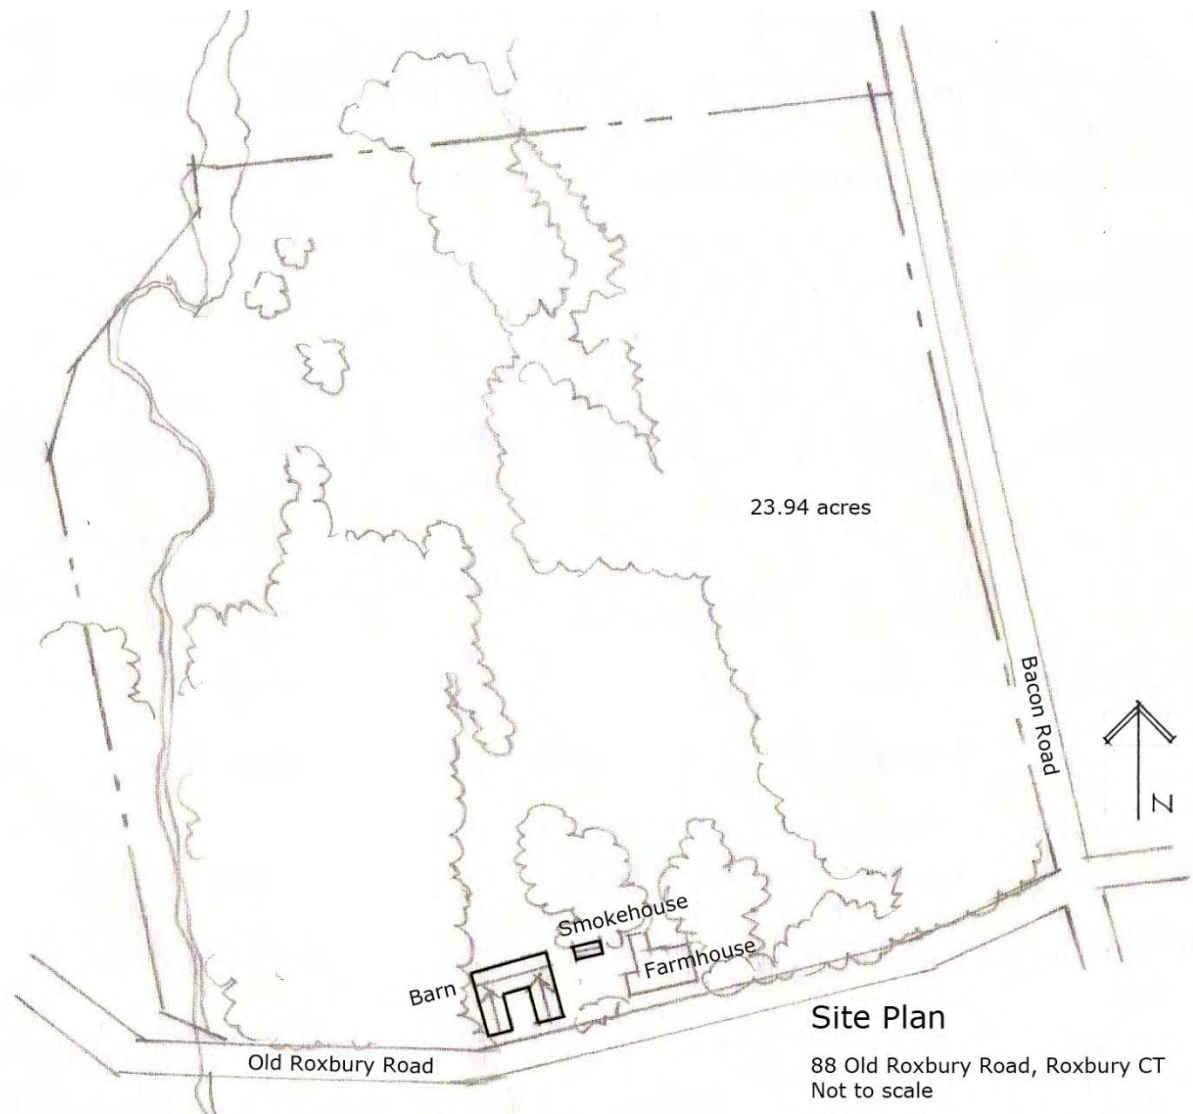 23.94 acres
Bacon Road
N
Smokehouse
Farmhouse
Barn
Site Plan
Old Roxbury Road
88 Old Roxbury Road, Roxbury CT
Not to scale